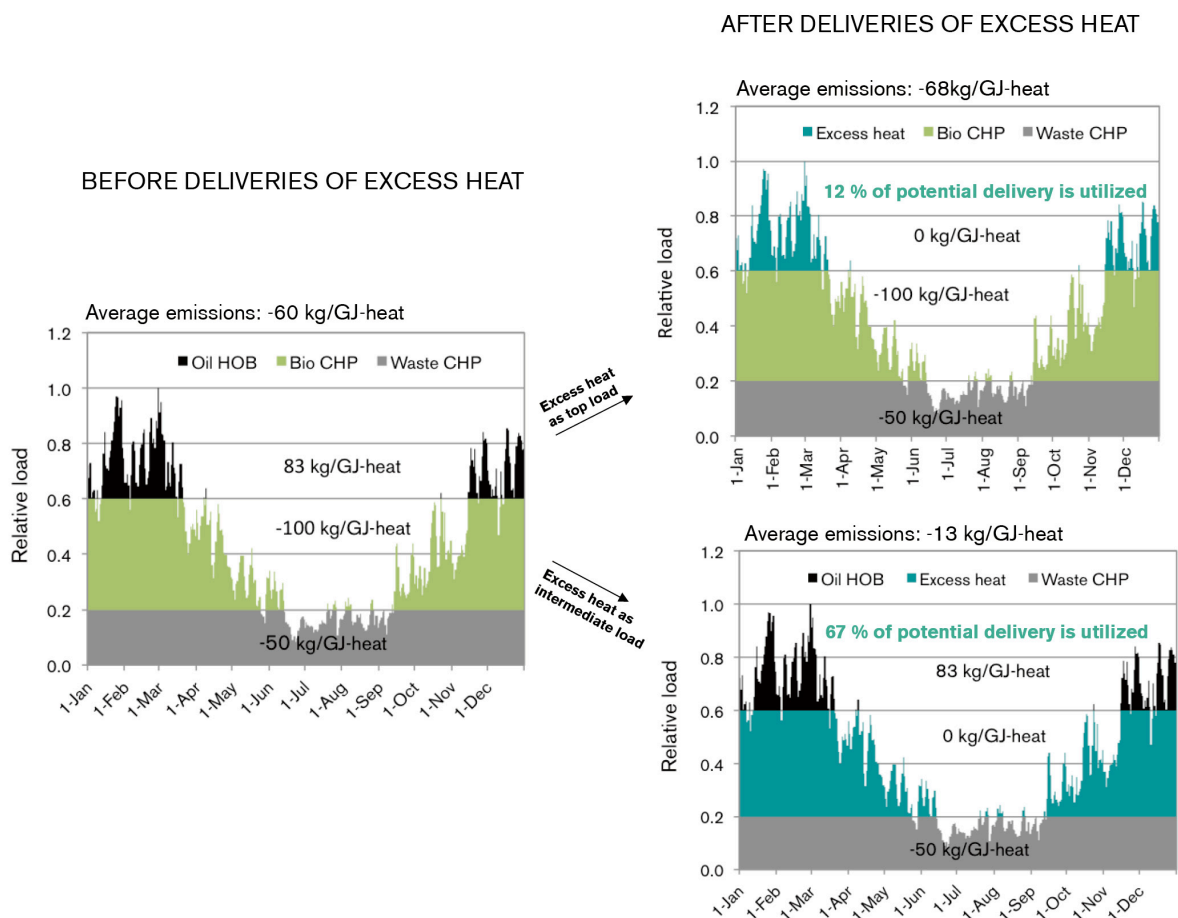 AFTER DELIVERIES OF EXCESS HEAT
BEFORE DELIVERIES OF EXCESS HEAT
Average emissions: -60 kg/GJ-heat
1.2
Oil HOB Bio CHP Waste CHP
1.0
0.8
83 kg/GJ-heat
0.6
-100 kg/GJ-heat
0.4
0.2
-50 kg/GJ-heat
0.0
Relative load
1-Jan 1-Feb 1-Mar 1-Apr 1-May 1-Jun 1-Jul 1-Aug 1-Sep 1-Oct 1-Nov 1-Dec
Excess heat
as top load
Excess heat as
intermediate load
Average emissions: -68kg/GJ-heat
1.2
Excess heat Bio CHP Waste CHP
1.0
12 % of potential delivery is utilized
0.8
0 kg/GJ-heat
0.6
-100 kg/GJ-heat
0.4
0.2
-50 kg/GJ-heat
0.0
Relative load
1-Jan 1-Feb 1-Mar 1-Apr 1-May 1-Jun 1-Jul 1-Aug 1-Sep 1-Oct 1-Nov 1-Dec
Average emissions: -13 kg/GJ-heat
1.2
Oil HOB Excess heat Waste CHP
1.0
67 % of potential delivery is utilized
0.8
83 kg/GJ-heat
0.6
0 kg/GJ-heat
0.4
0.2
-50 kg/GJ-heat
0.0
Relative load
1-Jan 1-Feb 1-Mar 1-Apr 1-May 1-Jun 1-Jul 1-Aug 1-Sep 1-Oct 1-Nov 1-Dec